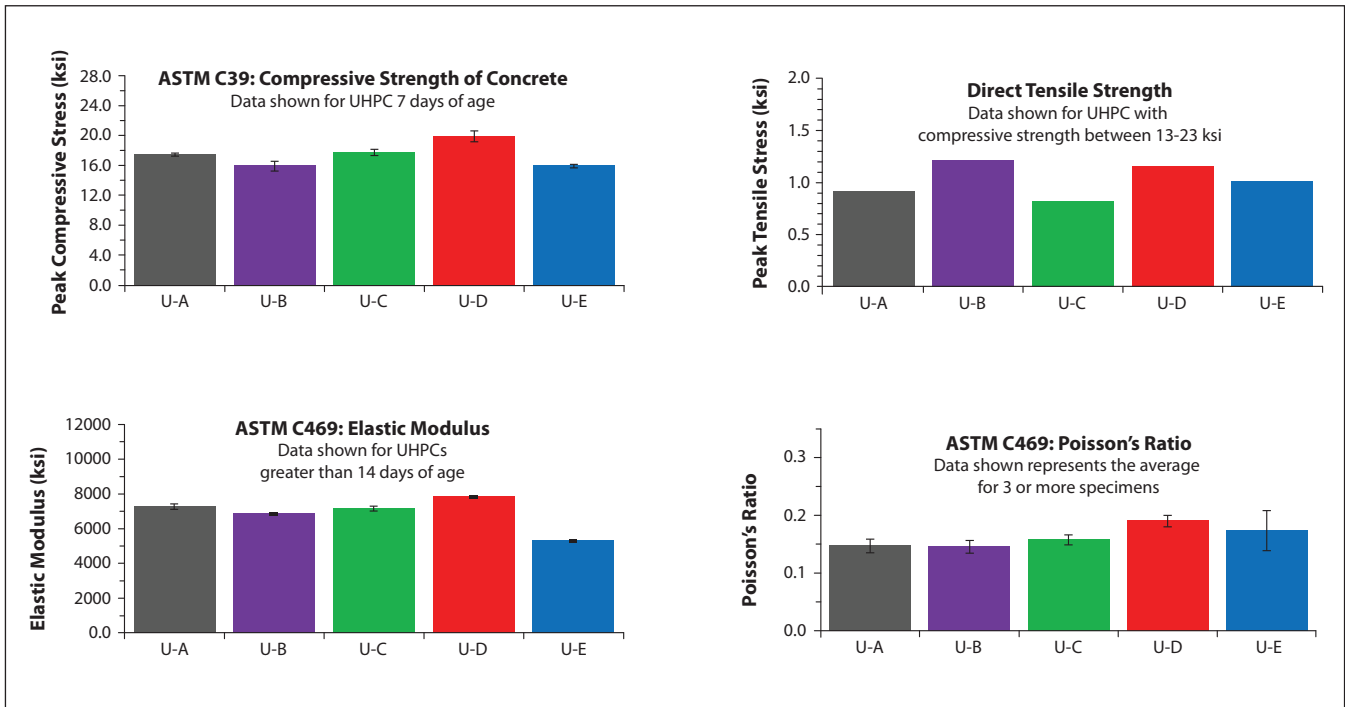 ASTM C39: Compressive Strength of Concrete
Data shown for UHPC 7 days of age
Peak Compressive Stress (ksi)
28.0
24.0
20.0
16.0
12.0
8.0
4.0
0.0
U-A U-B U-C U-D U-E
Direct Tensile Strength
Data shown for UHPC with
compressive strength between 13-23 ksi
Peak Tensile Stress (ksi)
2.0
1.5
1.0
0.5
0.0
U-A U-B U-C U-D U-E
ASTM C469: Elastic Modulus
Data shown for UHPCs
greater than 14 days of age
Elastic Modulus (ksi)
12000
10000
8000
6000
4000
2000
0.0
U-A U-B U-C U-D U-E
ASTM C469: Poisson's Ratio
Data shown represents the average
for 3 or more specimens
Poisson's Ratio
0.3
0.2
0.1
0.0
U-A U-B U-C U-D U-E